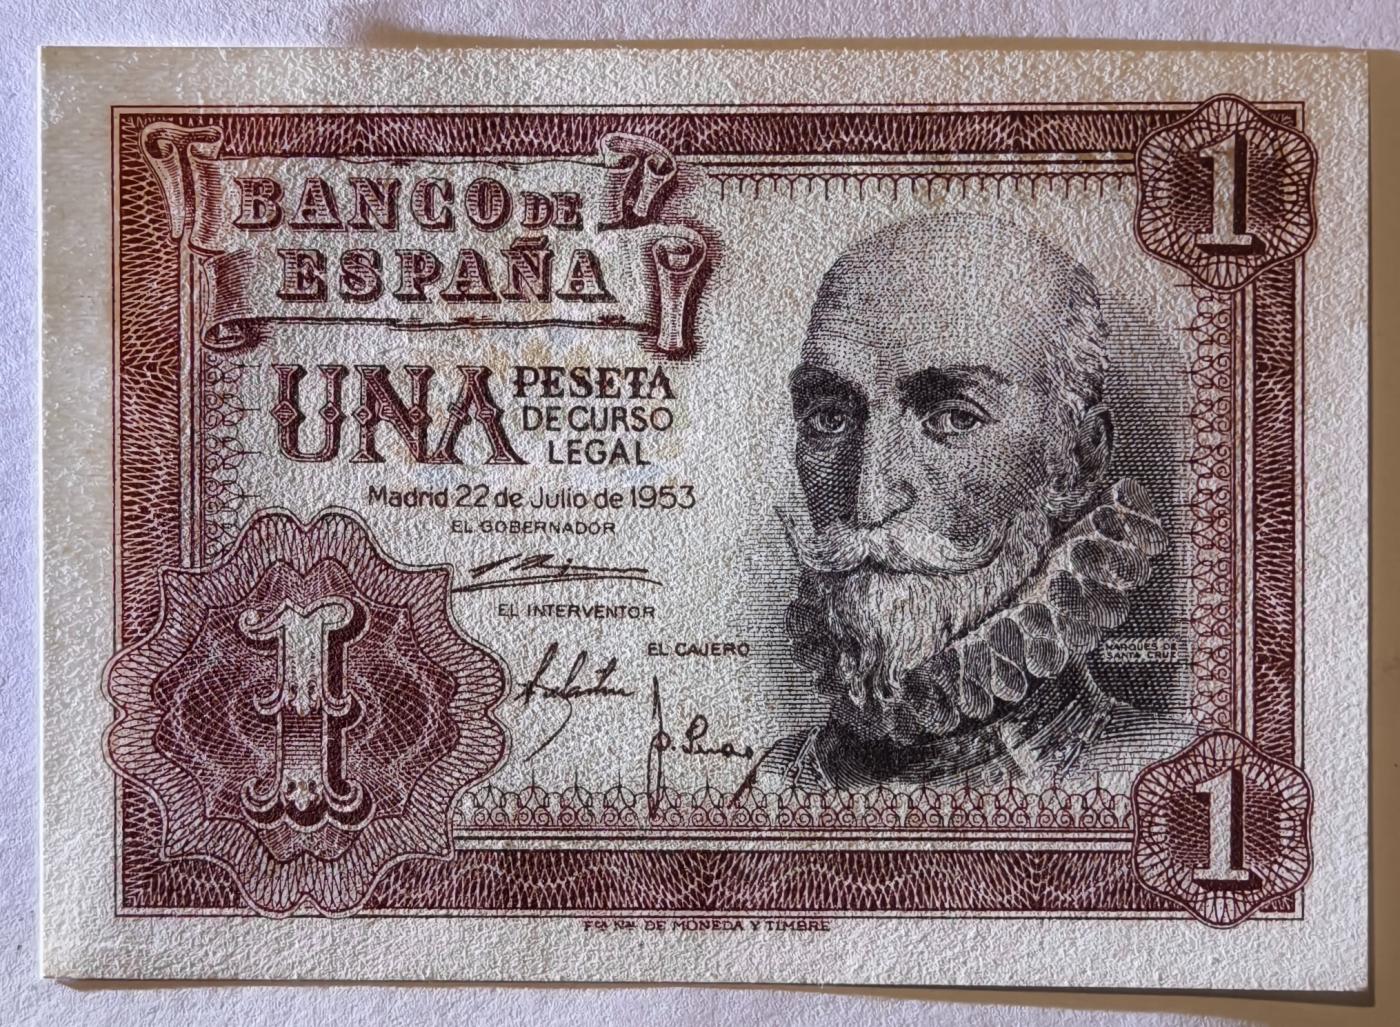 BANCO DE
ESPAÑA
1
UNA PESETA
DE CURSO
LEGAL
Madrid 22 de Julio de 1953
EL GOBERNADOR
EL INTERVENTOR
EL CAJERO
MARQUES DE
SANTA CRUZ
1
1
Fca Nal DE MONEDA Y TIMBRE